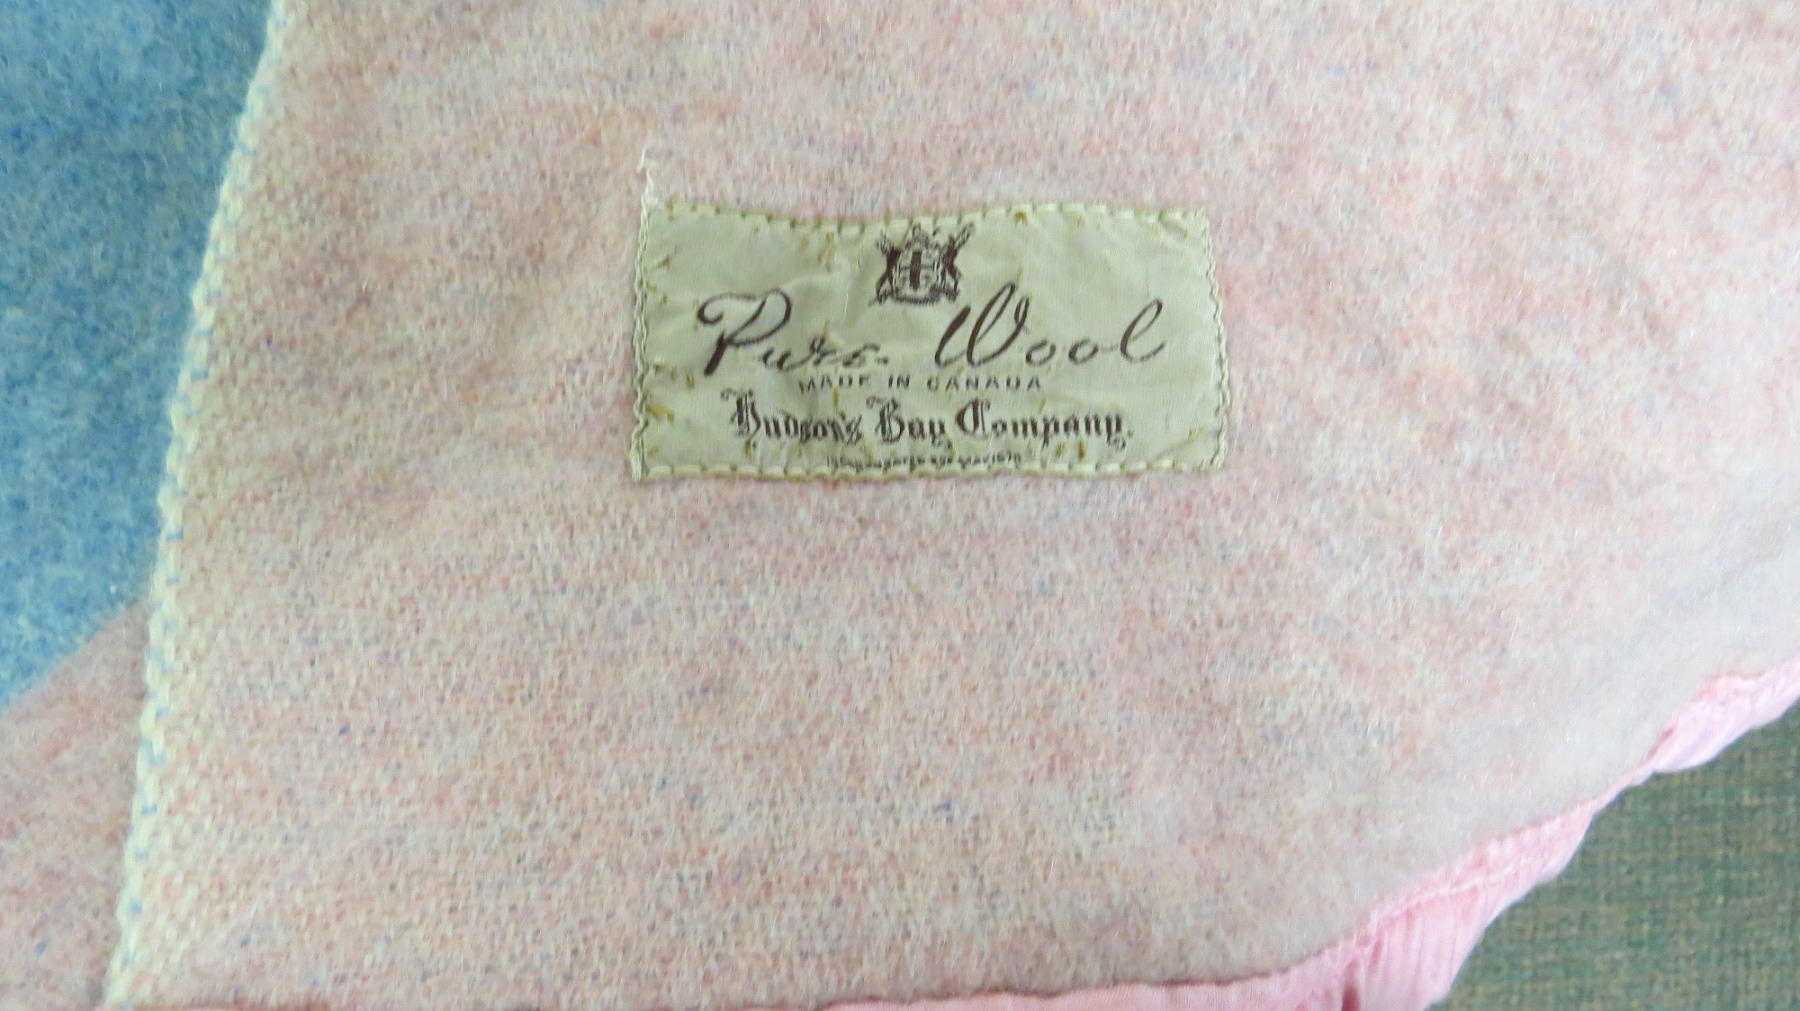 Pure Wool
MADE IN CANADA
Hudson's Bay Company.